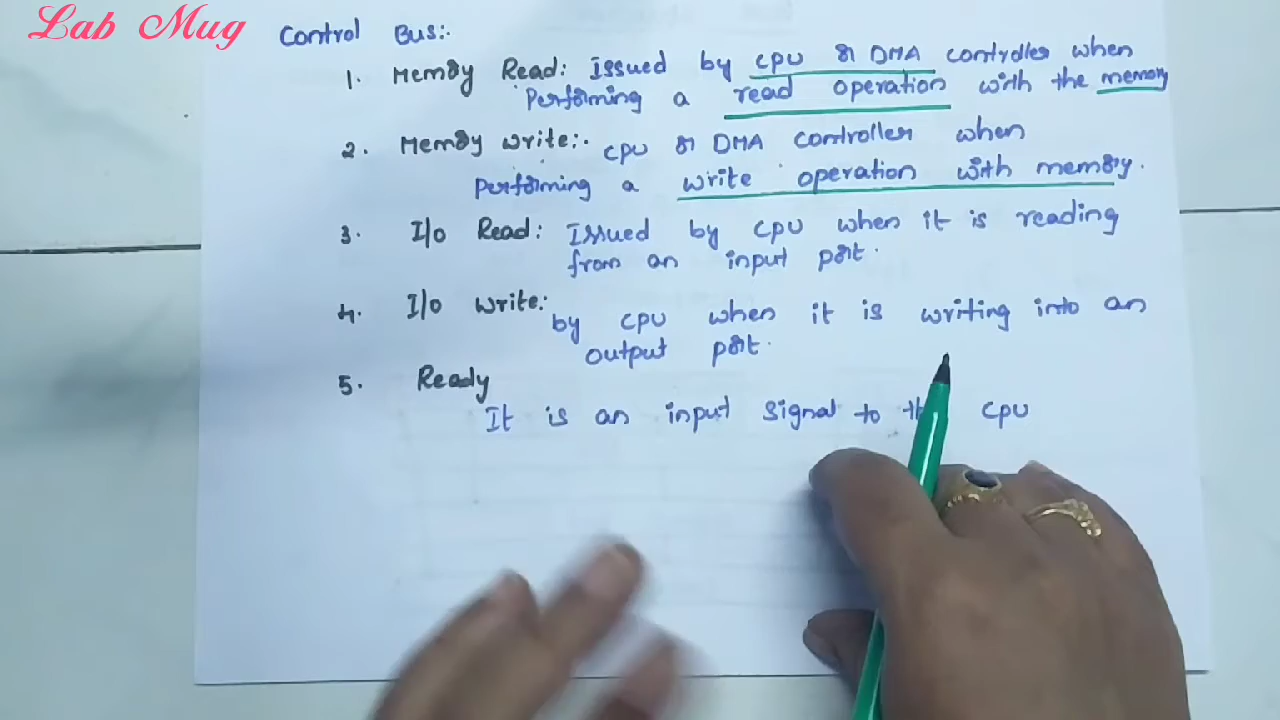 Lab Mug
Control Bus:-
1. Memory Read: Issued by CPU or DMA controller when
performing a read operation with the memory
2. Memory write:- CPU or DMA controller when
performing a write operation with memory.
3. I/O Read: Issued by CPU when it is reading
from an input port.
4. I/O write: by CPU when it is writing into an
output port.
5. Ready
It is an input signal to CPU